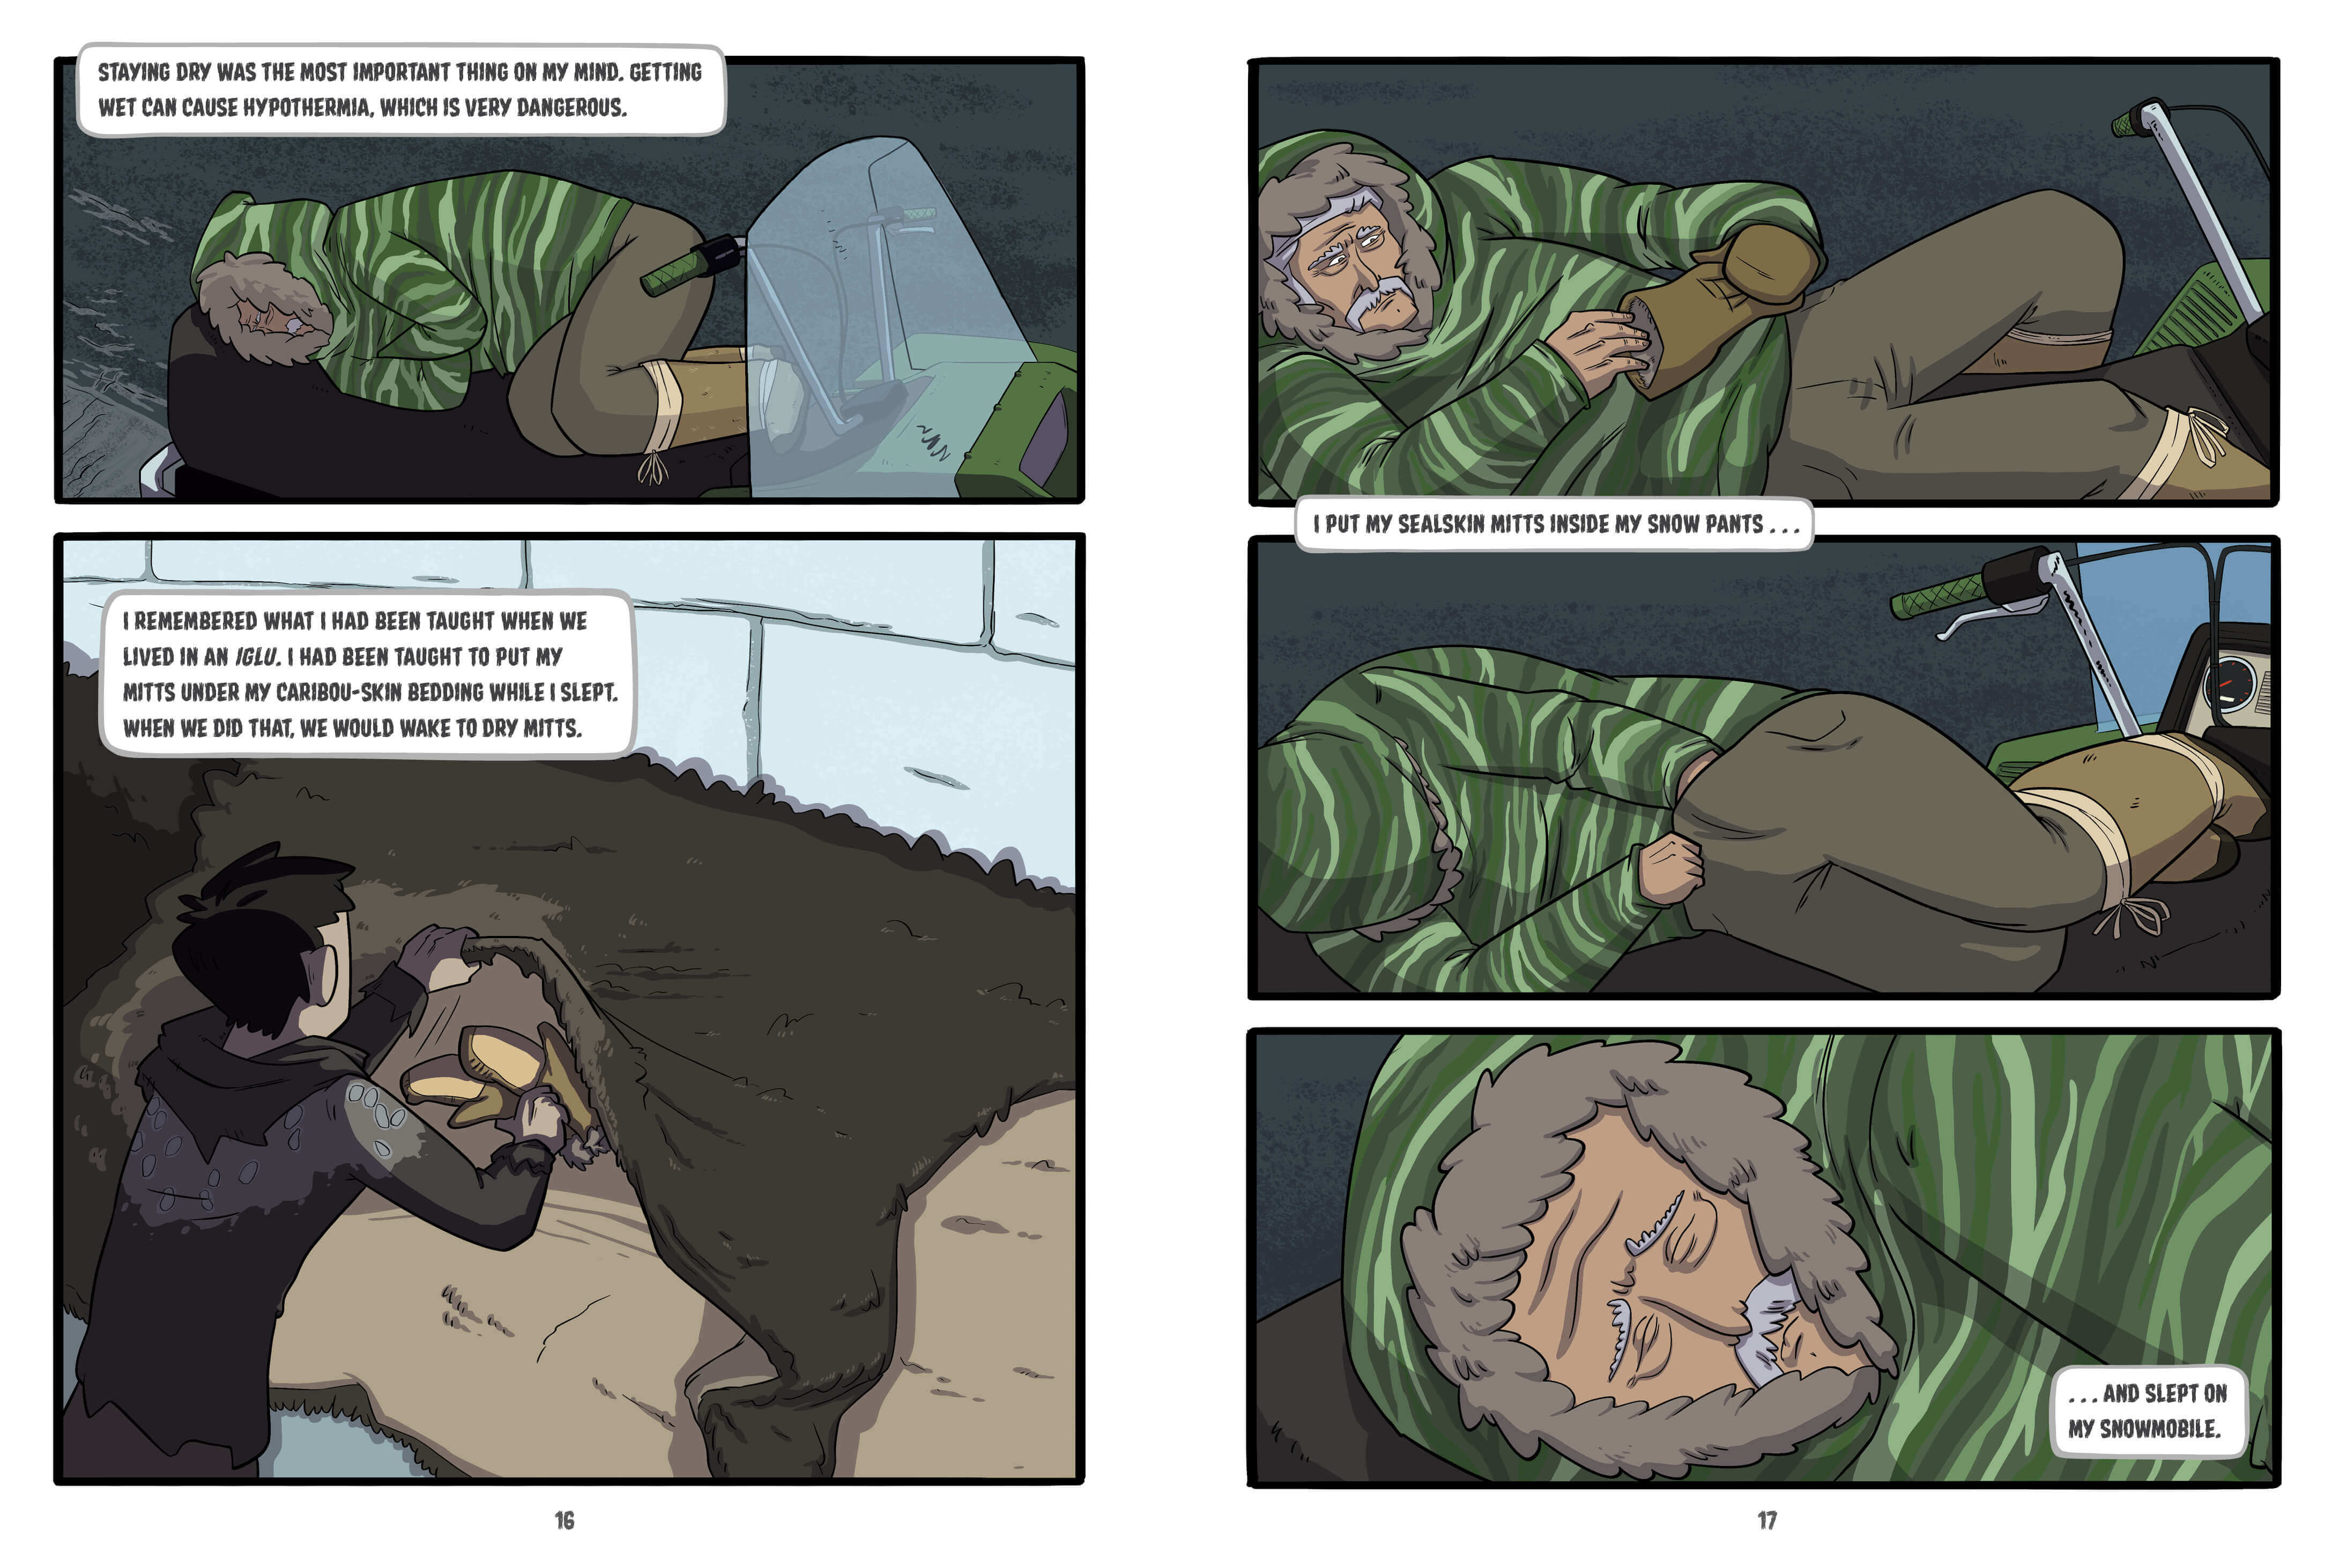 STAYING DRY WAS THE MOST IMPORTANT THING ON MY MIND. GETTING
WET CAN CAUSE HYPOTHERMIA, WHICH IS VERY DANGEROUS.
I REMEMBERED WHAT I HAD BEEN TAUGHT WHEN WE
LIVED IN AN IGLU. I HAD BEEN TAUGHT TO PUT MY
MITTS UNDER MY CARIBOU-SKIN BEDDING WHILE I SLEPT.
WHEN WE DID THAT, WE WOULD WAKE TO DRY MITTS.
16
I PUT MY SEALSKIN MITTS INSIDE MY SNOW PANTS . . .
. . . AND SLEPT ON
MY SNOWMOBILE.
17